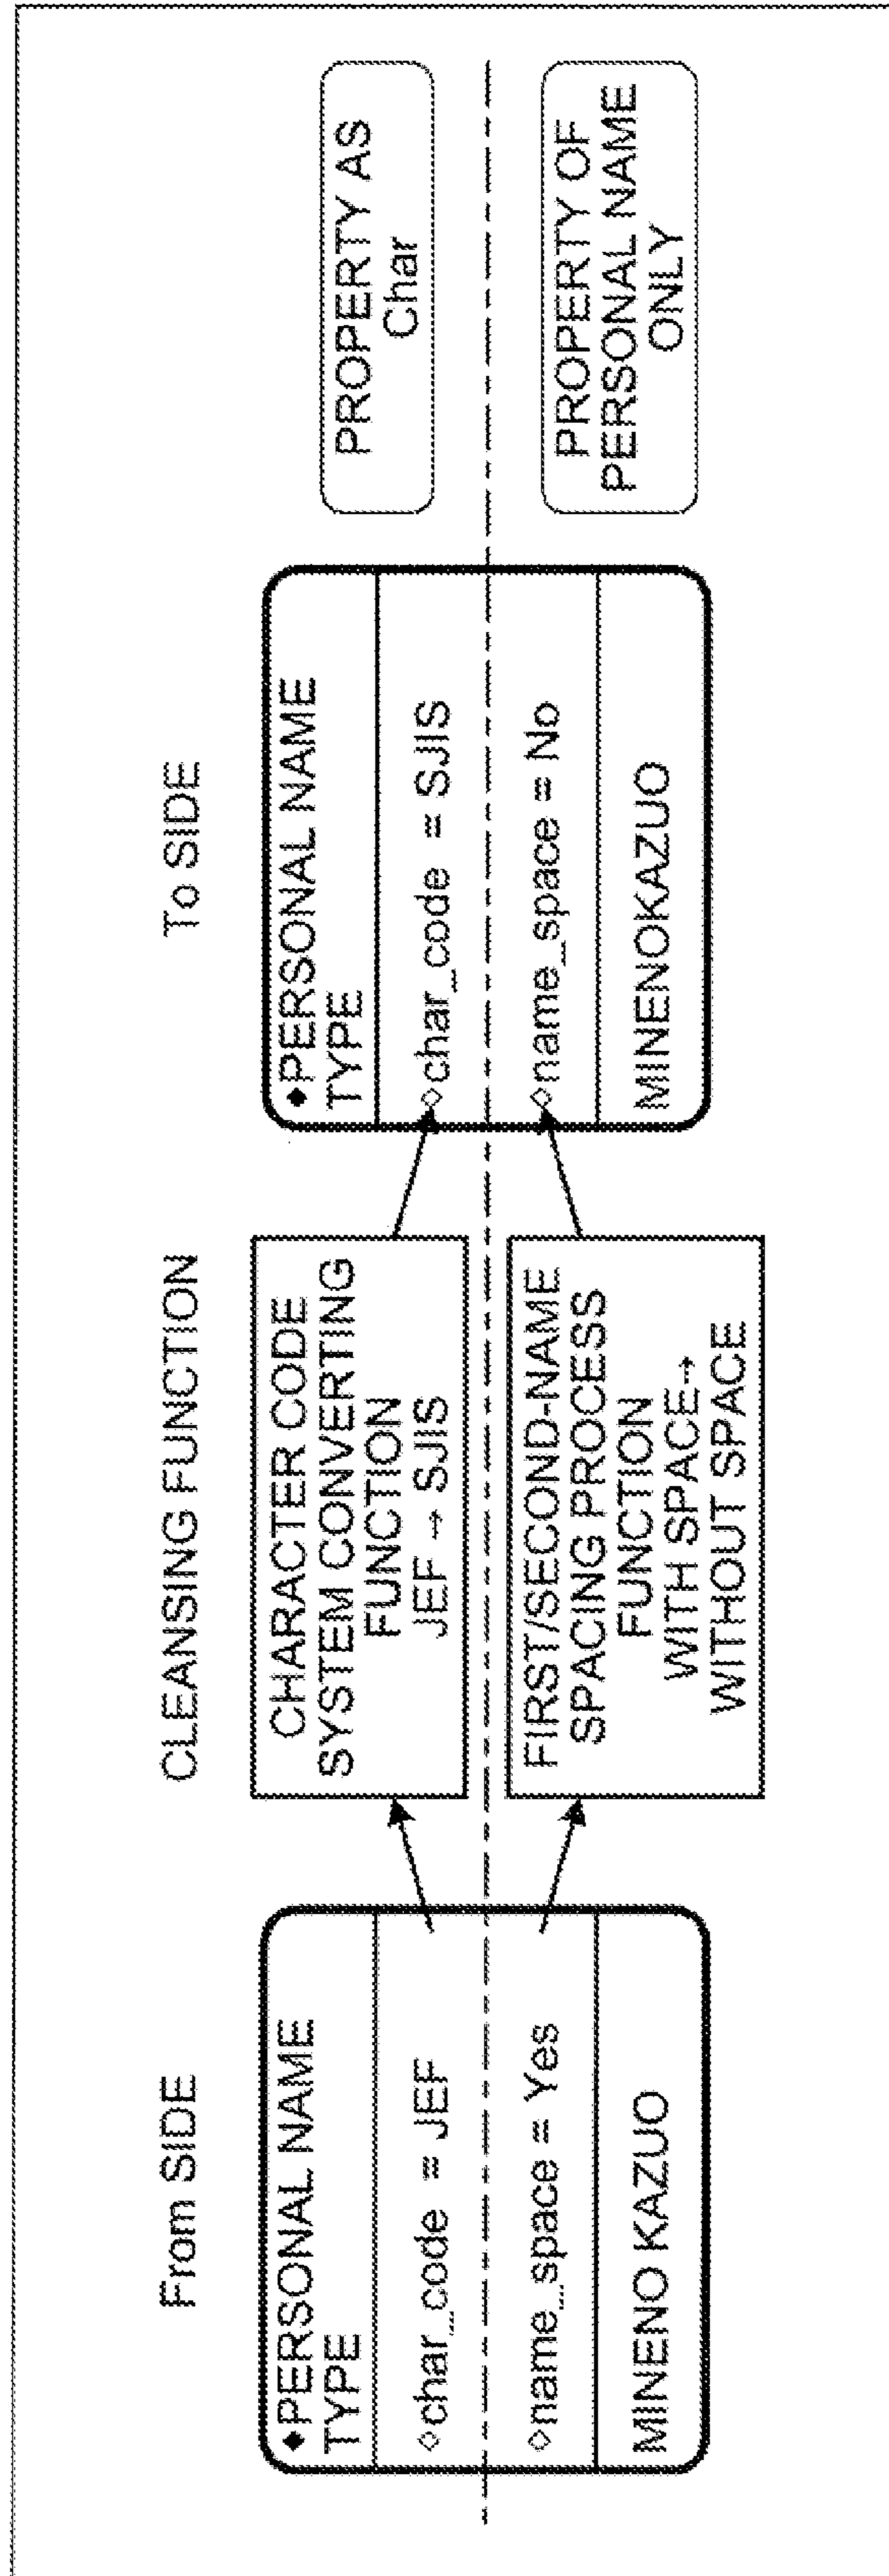 From SIDE
◆PERSONAL NAME
TYPE
◇char_code = JEF
◇name_space = Yes
MINENO KAZUO
CLEANSING FUNCTION
CHARACTER CODE
SYSTEM CONVERTING
FUNCTION
JEF → SJIS
FIRST/SECOND-NAME
SPACING PROCESS
FUNCTION
WITH SPACE→
WITHOUT SPACE
To SIDE
◆PERSONAL NAME
TYPE
◇char_code = SJIS
◇name_space = No
MINENOKAZUO
PROPERTY AS
Char
PROPERTY OF
PERSONAL NAME
ONLY